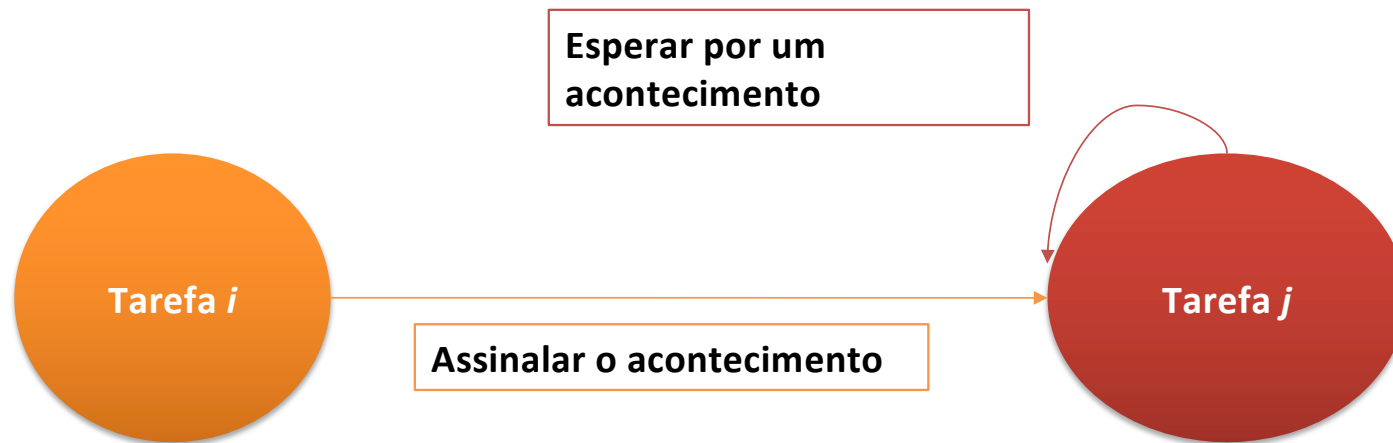 Esperar por um
acontecimento
Tarefa i
Tarefa j
Assinalar o acontecimento